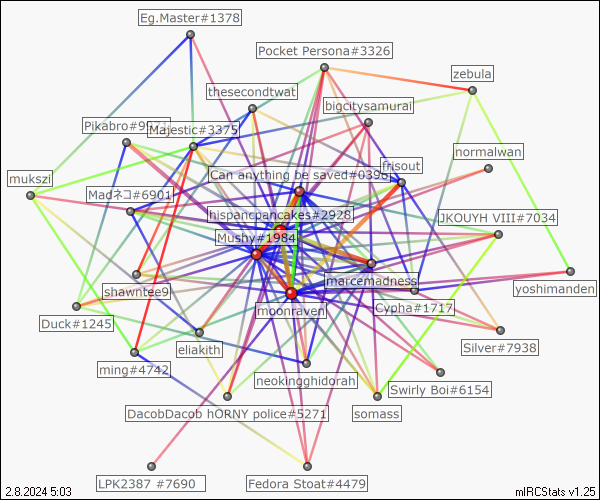 Eg.Master#1378
Pocket Persona#3326
zebula
thesecondtwat
bigcitysamurai
Majestic#3375
normalwan
frisout
Can anything be saved#0396
mukszi
Madネコ#6901
hispancpancakes#2928
JKOUYH VIII#7034
Mushy#1984
marcemadness
yoshimanden
shawntee9
Cypha#1717
moonraven
Duck#1245
eliakith
Silver#7938
ming#4742
neokingghidorah
Swirly Boi#6154
DacobDacob hORNY police#5271
somass
LPK2387 #7690
Fedora Stoat#4479
2.8.2024 5:03
mIRCStats v1.25